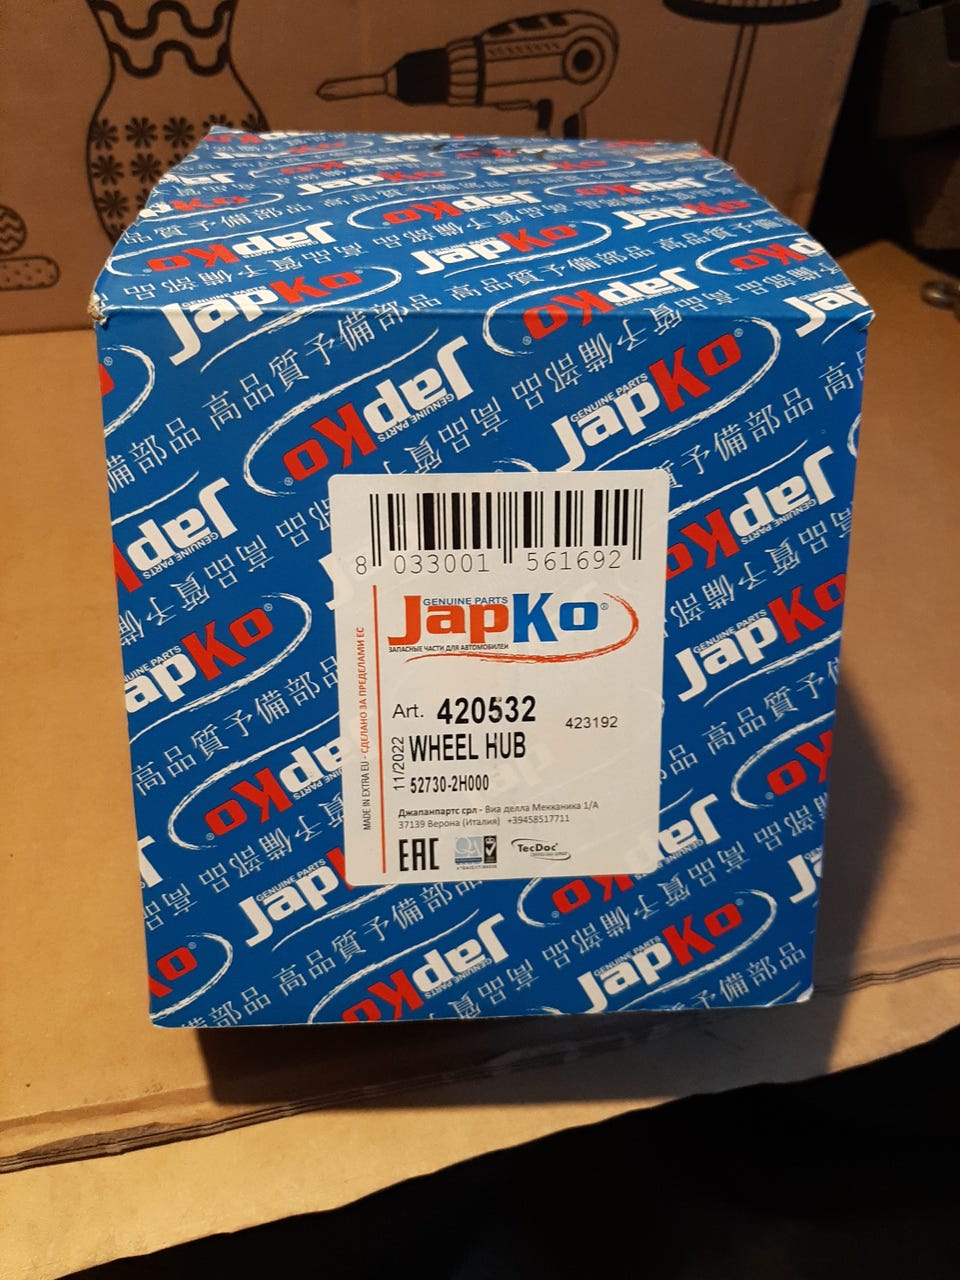 8 033001 561692
GENUINE PARTS
JapKo®
ЗАПАСНЫЕ ЧАСТИ ДЛЯ АВТОМОБИЛЕЙ
MADE IN EXTRA EU - СДЕЛАНО ЗА ПРЕДЕЛАМИ ЕС
Art. 420532
423192
11/2022
WHEEL HUB
52730-2H000
Джапанпартс срл - Виа делла Мекканика 1/А
37139 Верона (Италия) +39458517711
EAC
TecDoc
JapKo
GENUINE PARTS
高品質予備部品